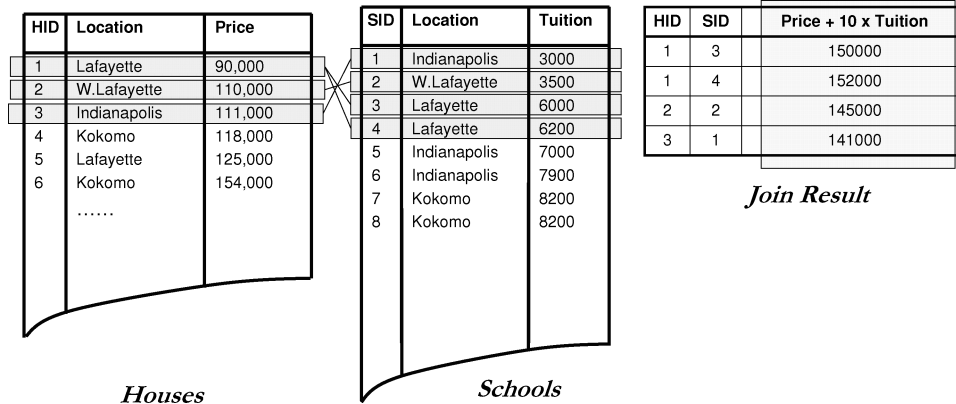 HID Location Price
1 Lafayette 90,000
2 W.Lafayette 110,000
3 Indianapolis 111,000
4 Kokomo 118,000
5 Lafayette 125,000
6 Kokomo 154,000
......
Houses
SID Location Tuition
1 Indianapolis 3000
2 W.Lafayette 3500
3 Lafayette 6000
4 Lafayette 6200
5 Indianapolis 7000
6 Indianapolis 7900
7 Kokomo 8200
8 Kokomo 8200
Schools
HID SID Price + 10 x Tuition
1 3 150000
1 4 152000
2 2 145000
3 1 141000
Join Result